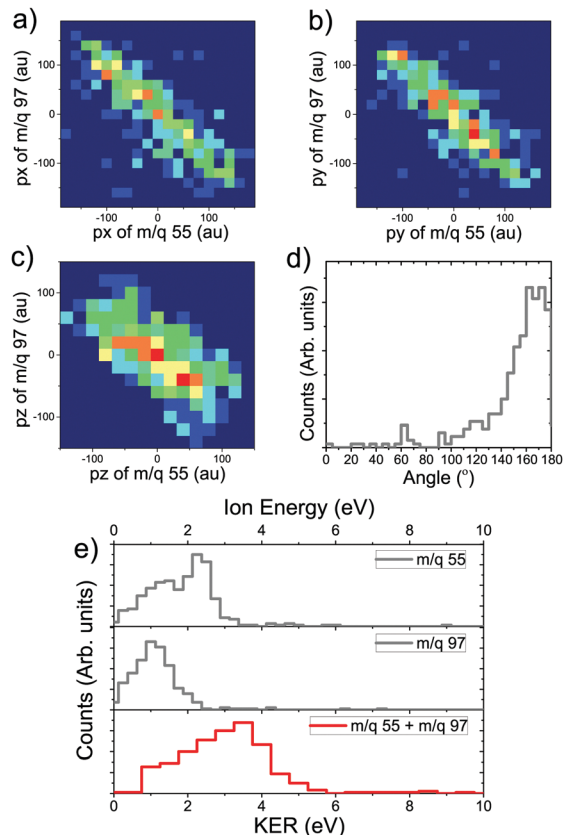 a)
b)
100
0
-100
px of m/q 97 (au)
-100 0 100
px of m/q 55 (au)
100
0
-100
py of m/q 97 (au)
-100 0 100
py of m/q 55 (au)
c)
d)
100
0
-100
pz of m/q 97 (au)
-100 0 100
pz of m/q 55 (au)
Counts (Arb. units)
0 20 40 60 80 100 120 140 160 180
Angle (°)
Ion Energy (eV)
0 2 4 6 8 10
e)
m/q 55
m/q 97
m/q 55 + m/q 97
Counts (Arb. units)
0 2 4 6 8 10
KER (eV)